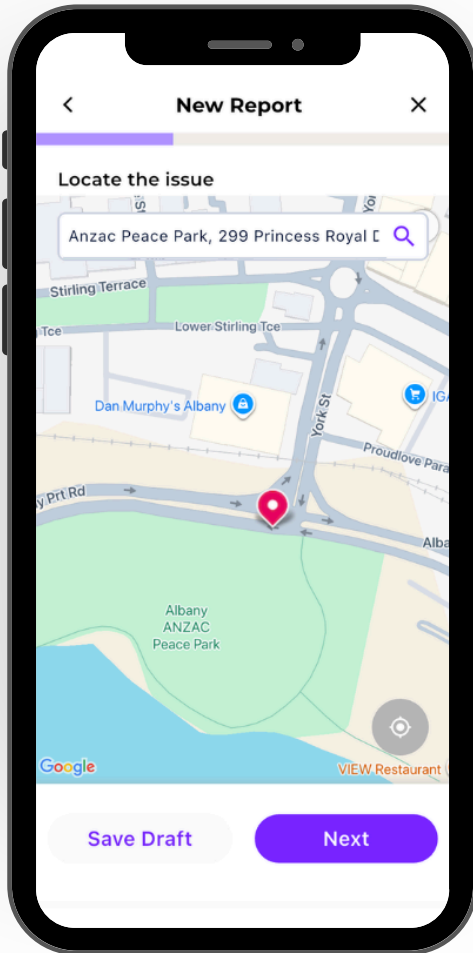 New Report
Locate the issue
Anzac Peace Park, 299 Princess Royal
Stirling Terrace
Tce
Lower Stirling Tce
Dan Murphy's Albany
York St
IGA
Proudlove Para
y Prt Rd
Alba
Albany
ANZAC
Peace Park
Google
VIEW Restaurant
Save Draft
Next